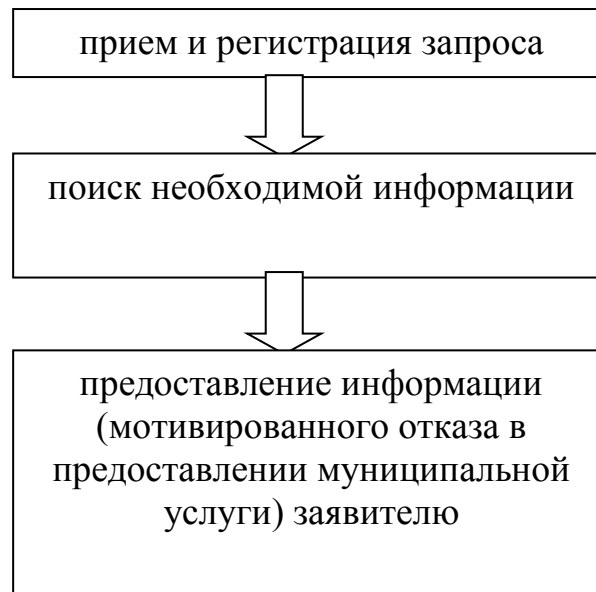 прием и регистрация запроса
поиск необходимой информации
предоставление информации
(мотивированного отказа в
предоставлении муниципальной
услуги) заявителю